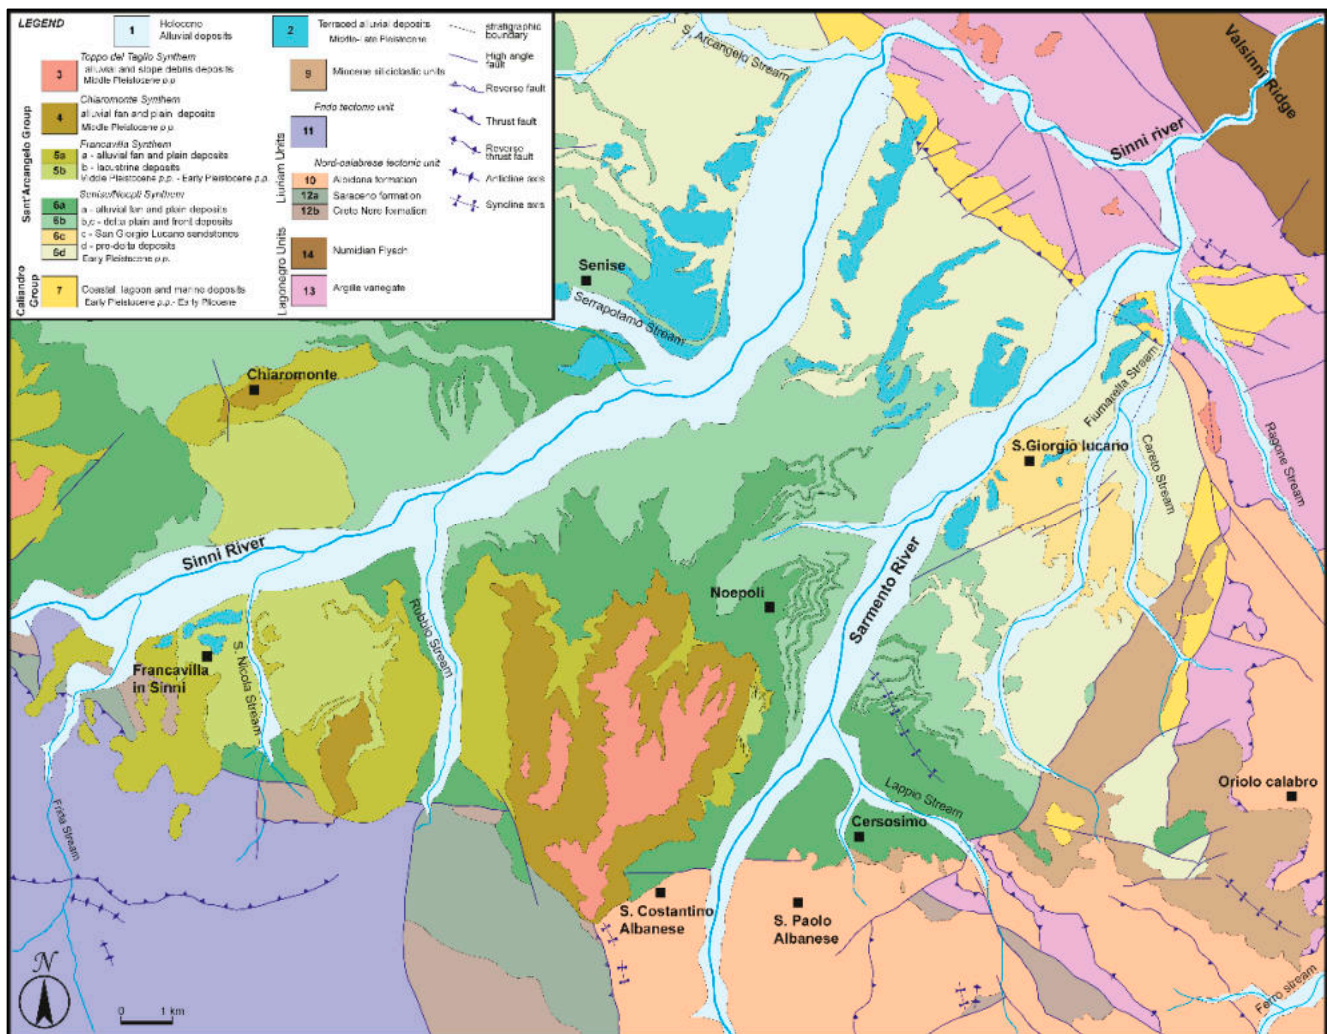 LEGEND
1
Holocene
Alluvial deposits
2
Terraced alluvial deposits
Middle-Late Pleistocene
Sant'Arcangelo Group
Toppo del Taglio Synthem
3
alluvial and slope debris deposits
Middle Pleistocene p.p.
Chiaromonte Synthem
4
alluvial fan and plain deposits
Middle Pleistocene p.p.
Francavilla Synthem
5a
a - alluvial fan and plain deposits
5b
b - lacustrine deposits
Middle Pleistocene p.p. - Early Pleistocene p.p.
Senise/Noepli Synthem
6a
a - alluvial fan and plain deposits
6b
b,c - delta plain and front deposits
6c
c - San Giorgio Lucano sandstones
6d
d - pro-delta deposits
Early Pleistocene p.p.
Caliandro
Group
7
Coastal, lagoon and marine deposits
Early Pleistocene p.p.- Early Pliocene
9
Miocene siliciclastic units
Liuriam Units
Frido tectonic unit
11
Nord-calabrese tectonic unit
10
Albidona formation
12a
Saraceno formation
12b
Creto Nero formation
Lagonegro Units
14
Numidian Flysch
13
Argille variegate
stratigraphic
boundary
High angle
fault
Reverse fault
Thrust fault
Reverse
thrust fault
Anticline axis
Syncline axis
S. Arcangelo Stream
Valsinni Ridge
Sinni river
Senise
Serrapotamo Stream
Chiaromonte
Fiumarella Stream
S.Giorgio lucano
Careto Stream
Ragone Stream
Sinni River
Sarmento River
Noepoli
Rubbio Stream
S. Nicola Stream
Francavilla
in Sinni
Frida Stream
Lappio Stream
Oriolo calabro
Cersosimo
S. Costantino
Albanese
S. Paolo
Albanese
Ferro stream
N
0 1 km